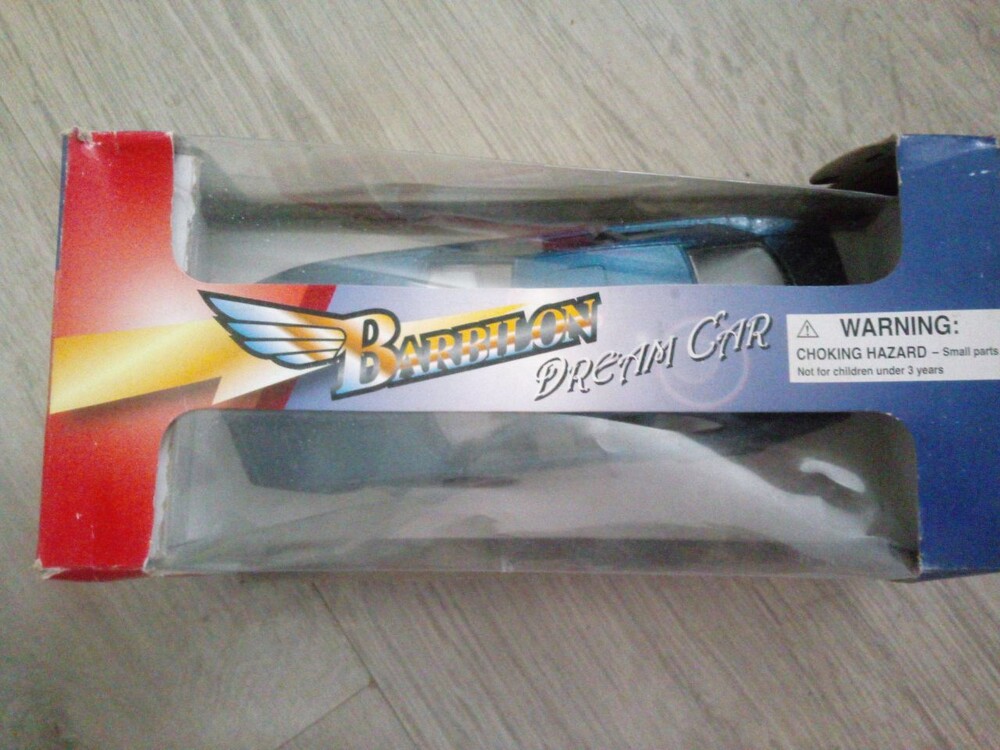 BARBILON
DREAM CAR
WARNING:
CHOKING HAZARD – Small parts
Not for children under 3 years